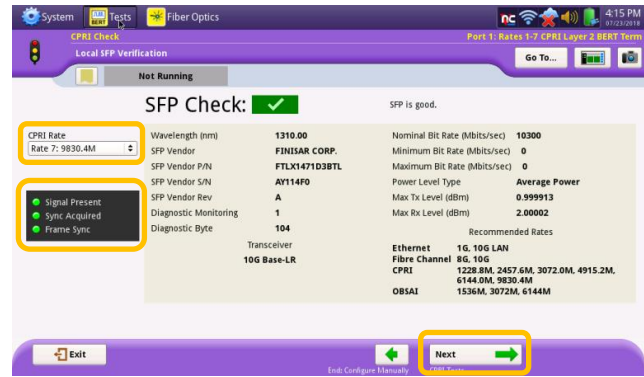 System Tests Fiber Optics 4:15 PM
07/23/2018
CPRI Check Port 1: Rates 1-7 CPRI Layer 2 BERT Term
Local SFP Verification Go To...
Not Running
SFP Check: SFP is good.
CPRI Rate
Rate 7: 9830.4M
Signal Present
Sync Acquired
Frame Sync
Wavelength (nm) 1310.00
SFP Vendor FINISAR CORP.
SFP Vendor P/N FTLX1471D3BTL
SFP Vendor S/N AY114F0
SFP Vendor Rev A
Diagnostic Monitoring 1
Diagnostic Byte 104
Transceiver
10G Base-LR
Nominal Bit Rate (Mbits/sec) 10300
Minimum Bit Rate (Mbits/sec) 0
Maximum Bit Rate (Mbits/sec) 0
Power Level Type Average Power
Max Tx Level (dBm) 0.999913
Max Rx Level (dBm) 2.00002
Recommended Rates
Ethernet 1G, 10G LAN
Fibre Channel 8G, 10G
CPRI 1228.8M, 2457.6M, 3072.0M, 4915.2M,
6144.0M, 9830.4M
OBSAI 1536M, 3072M, 6144M
Exit Next
End: Configure Manually CPRI Tests